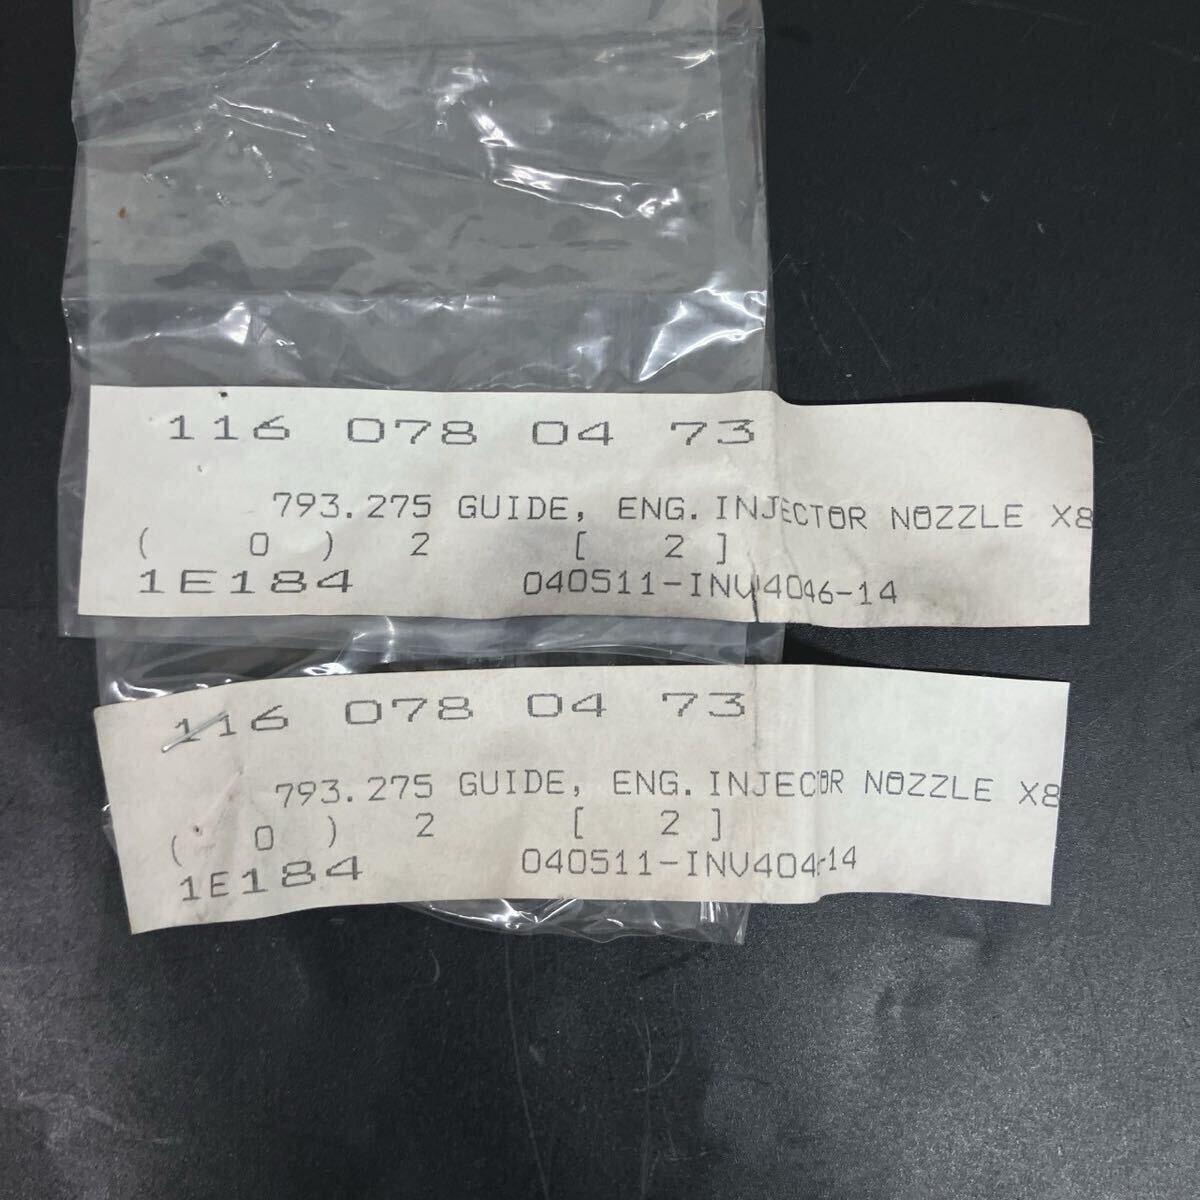 116 078 04 73
793.275 GUIDE, ENG. INJECTOR NOZZLE X8
( 0 ) 2 [ 2 ]
1E184 040511-INV4046-14
116 078 04 73
793.275 GUIDE, ENG. INJECTOR NOZZLE X8
( 0 ) 2 [ 2 ]
1E184 040511-INV404-14